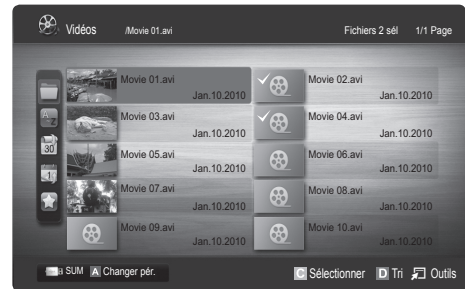 Vidéos /Movie 01.avi Fichiers 2 sél 1/1 Page
Movie 01.avi
Jan.10.2010
Movie 02.avi
Jan.10.2010
Movie 03.avi
Jan.10.2010
Movie 04.avi
Jan.10.2010
Movie 05.avi
Jan.10.2010
Movie 06.avi
Jan.10.2010
Movie 07.avi
Jan.10.2010
Movie 08.avi
Jan.10.2010
Movie 09.avi
Jan.10.2010
Movie 10.avi
Jan.10.2010
30
1
SUM A Changer pér. C Sélectionner D Tri Outils